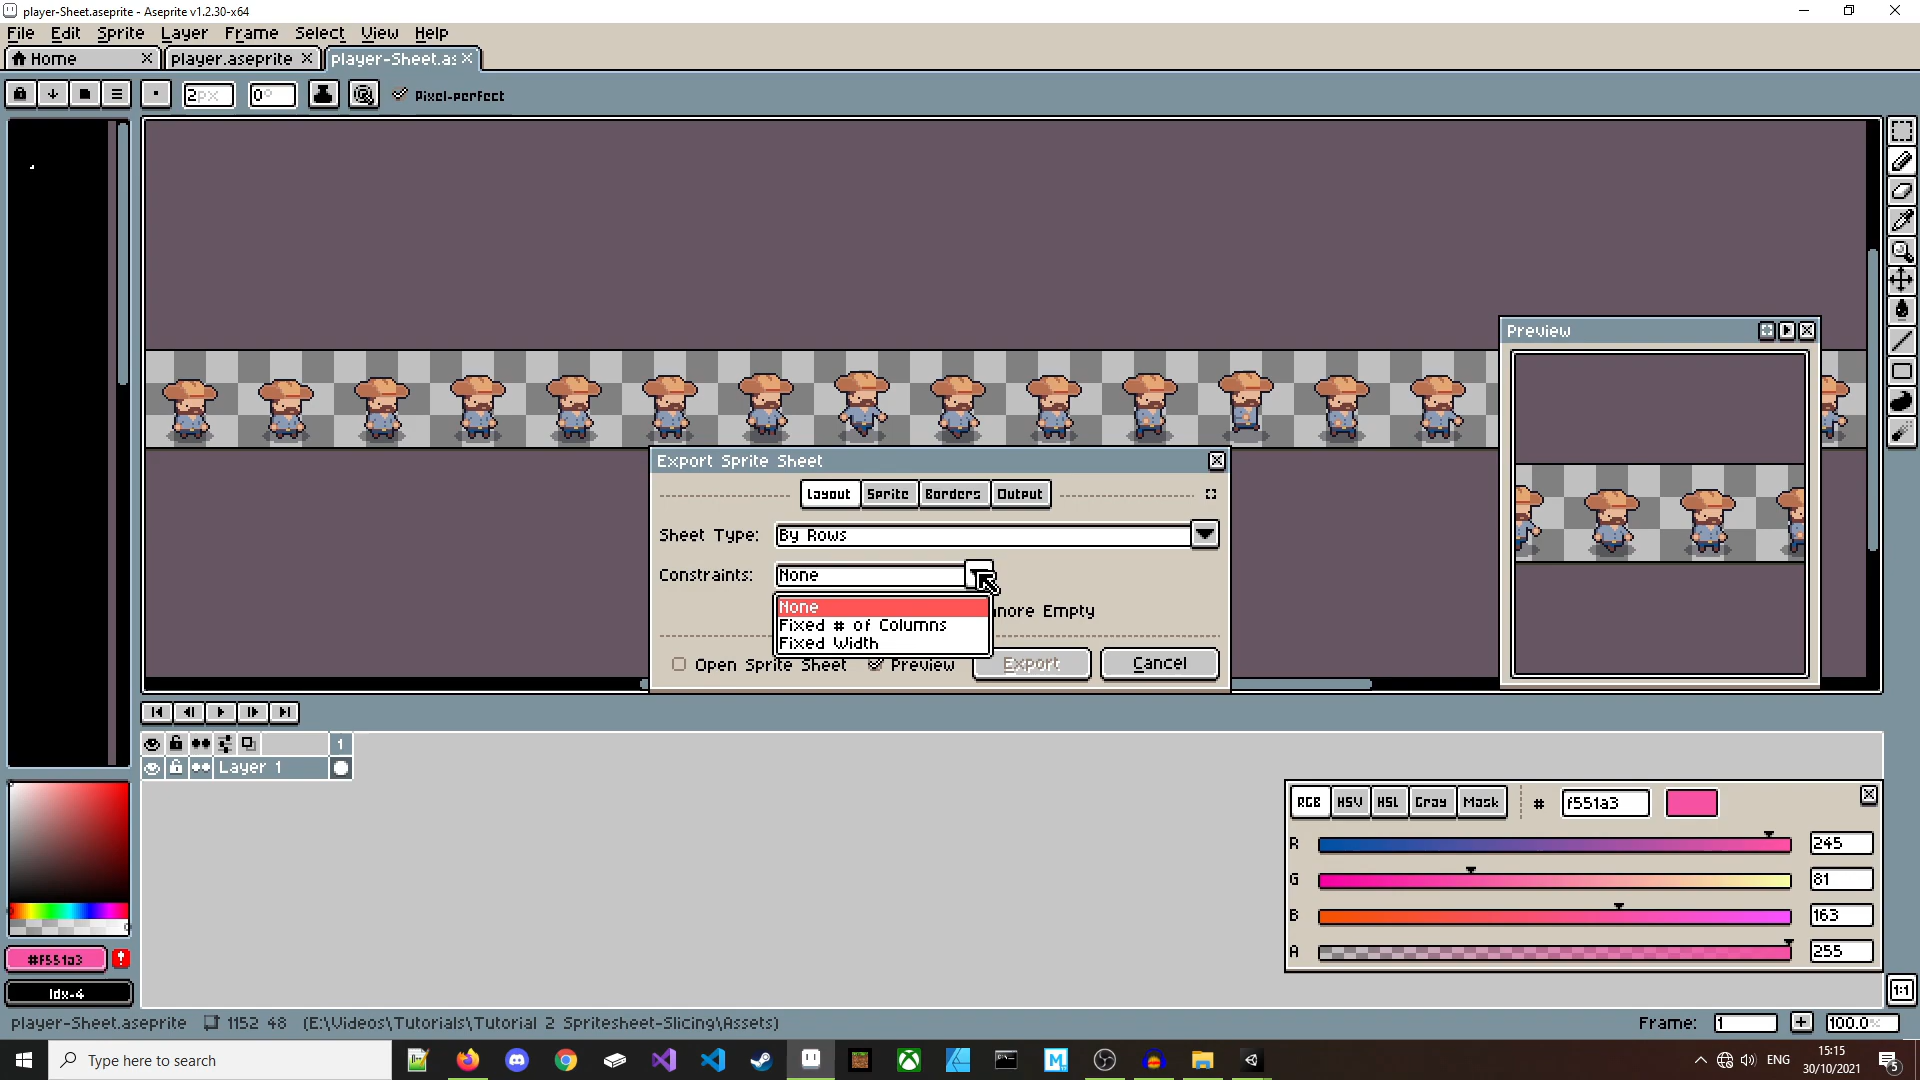 player-Sheet.aseprite - Aseprite v1.2.30-x64
File Edit Sprite Layer Frame Select View Help
Home player.aseprite player-Sheet.as
2px 0° Pixel-perfect
Preview
Export Sprite Sheet
Layout Sprite Borders Output
Sheet Type: By Rows
Constraints: None
None
Fixed # of Columns
Fixed Width
nore Empty
Open Sprite Sheet Preview Export Cancel
1
Layer 1
RGB HSV HSL Gray Mask # f551a3
R 245
G 81
B 163
A 255
#f551a3 !
Idx-4
1:1
player-Sheet.aseprite 1152 48 (E:\Videos\Tutorials\Tutorial 2 Spritesheet-Slicing\Assets) Frame: 1 + 100.0
Type here to search
ENG
15:15
30/10/2021
5